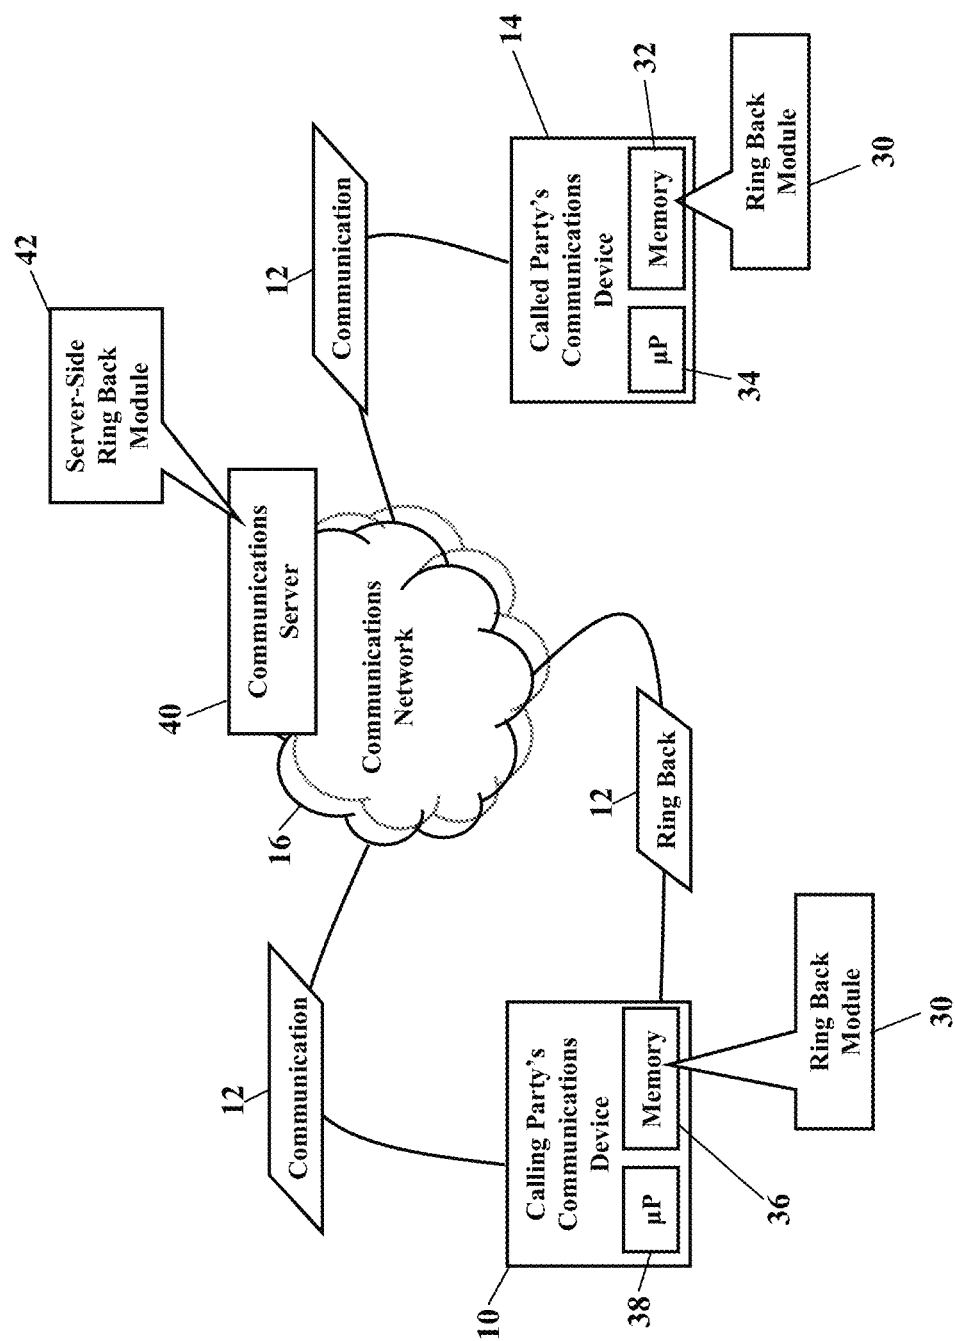 42
Server-Side
Ring Back
Module
40
Communications
Server
12
Communication
16
Communications
Network
12
Communication
10
Calling Party's
Communications
Device
38
µP
Memory
36
Ring Back
Module
30
12
Ring Back
14
Called Party's
Communications
Device
34
µP
Memory
32
Ring Back
Module
30